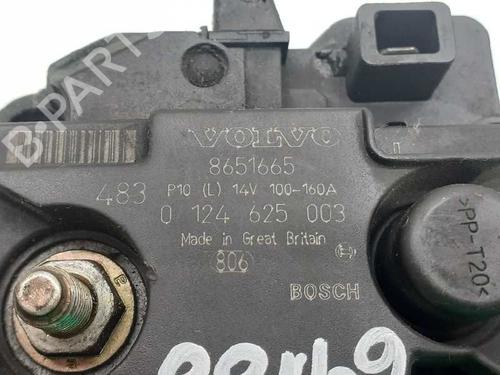 B-PARTS
VOLVO
8651665
483 P10 (L) 14V 100-160A
0 124 625 003
Made in Great Britain
806
BOSCH
>PP-T20<